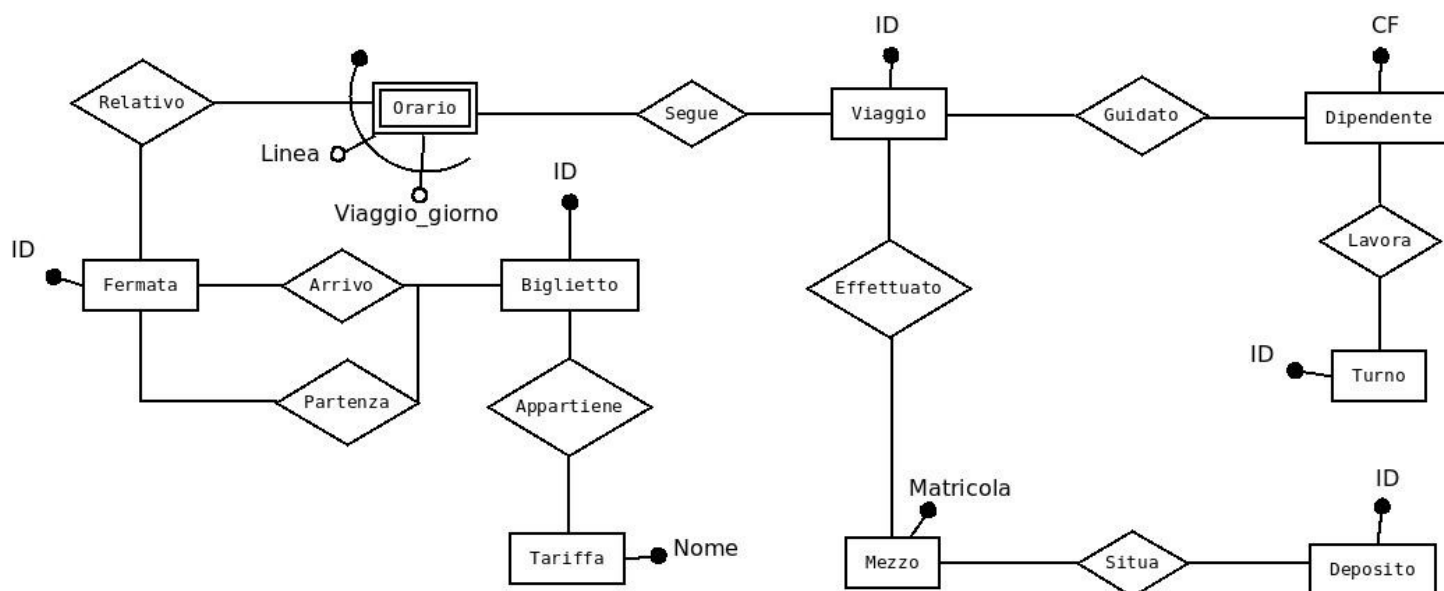 ID
CF
Relativo
Orario
Segue
Viaggio
Guidato
Dipendente
Linea
ID
Viaggio_giorno
ID
Lavora
Fermata
Arrivo
Biglietto
Effettuato
ID
Turno
Partenza
Appartiene
Matricola
ID
Tariffa
Nome
Mezzo
Situa
Deposito